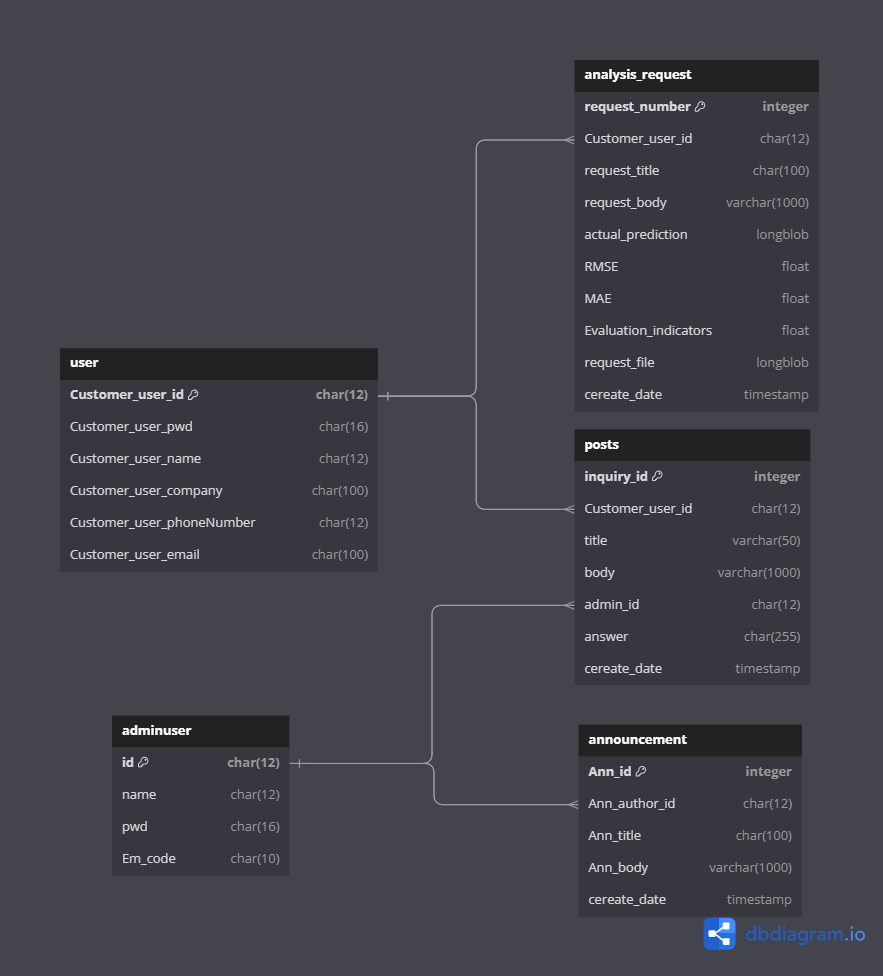 analysis_request
request_number integer
Customer_user_id char(12)
request_title char(100)
request_body varchar(1000)
actual_prediction longblob
RMSE float
MAE float
Evaluation_indicators float
request_file longblob
cereate_date timestamp
user
Customer_user_id char(12)
Customer_user_pwd char(16)
Customer_user_name char(12)
Customer_user_company char(100)
Customer_user_phoneNumber char(12)
Customer_user_email char(100)
posts
inquiry_id integer
Customer_user_id char(12)
title varchar(50)
body varchar(1000)
admin_id char(12)
answer char(255)
cereate_date timestamp
adminuser
id char(12)
name char(12)
pwd char(16)
Em_code char(10)
announcement
Ann_id integer
Ann_author_id char(12)
Ann_title char(100)
Ann_body varchar(1000)
cereate_date timestamp
dbdiagram.io